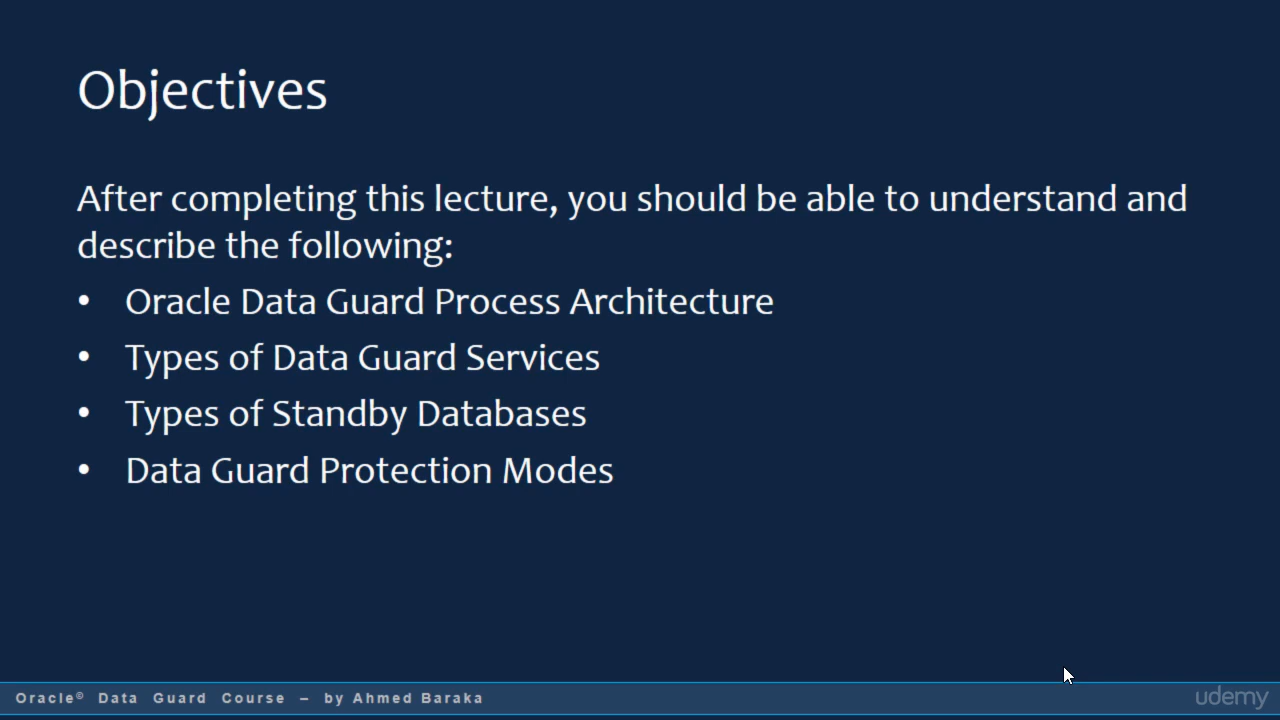 Objectives
After completing this lecture, you should be able to understand and
describe the following:
• Oracle Data Guard Process Architecture
• Types of Data Guard Services
• Types of Standby Databases
• Data Guard Protection Modes
Oracle© Data Guard Course – by Ahmed Baraka
udemy